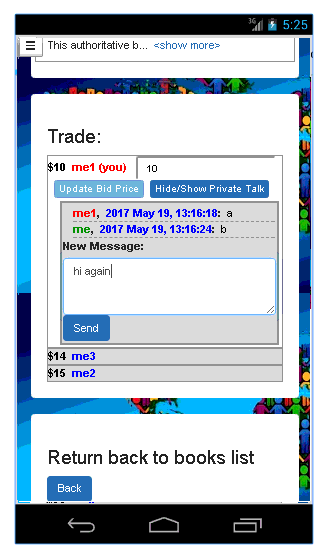 3G 5:25
This authoritative b... <show more>
Trade:
$10 me1 (you) 10
Update Bid Price Hide/Show Private Talk
me1, 2017 May 19, 13:16:18: a
me, 2017 May 19, 13:16:24: b
New Message:
hi again
Send
$14 me3
$15 me2
Return back to books list
Back